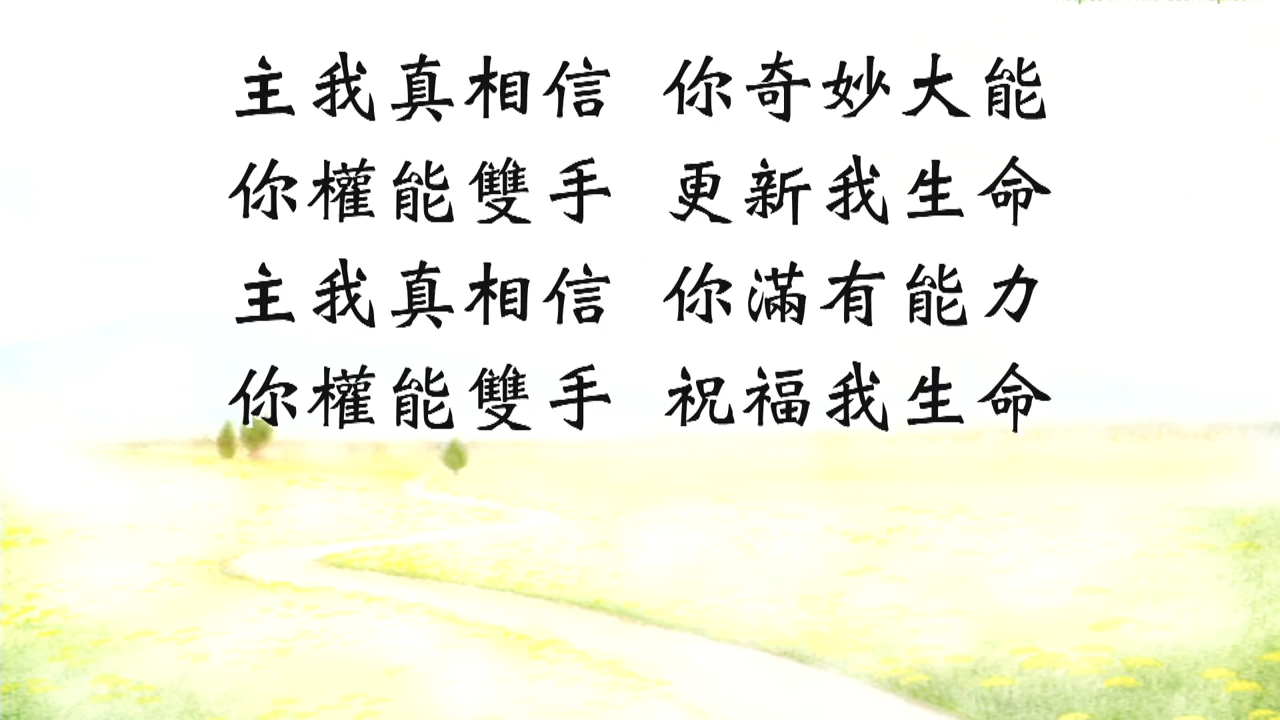 主我真相信 你奇妙大能
你權能雙手 更新我生命
主我真相信 你滿有能力
你權能雙手 祝福我生命